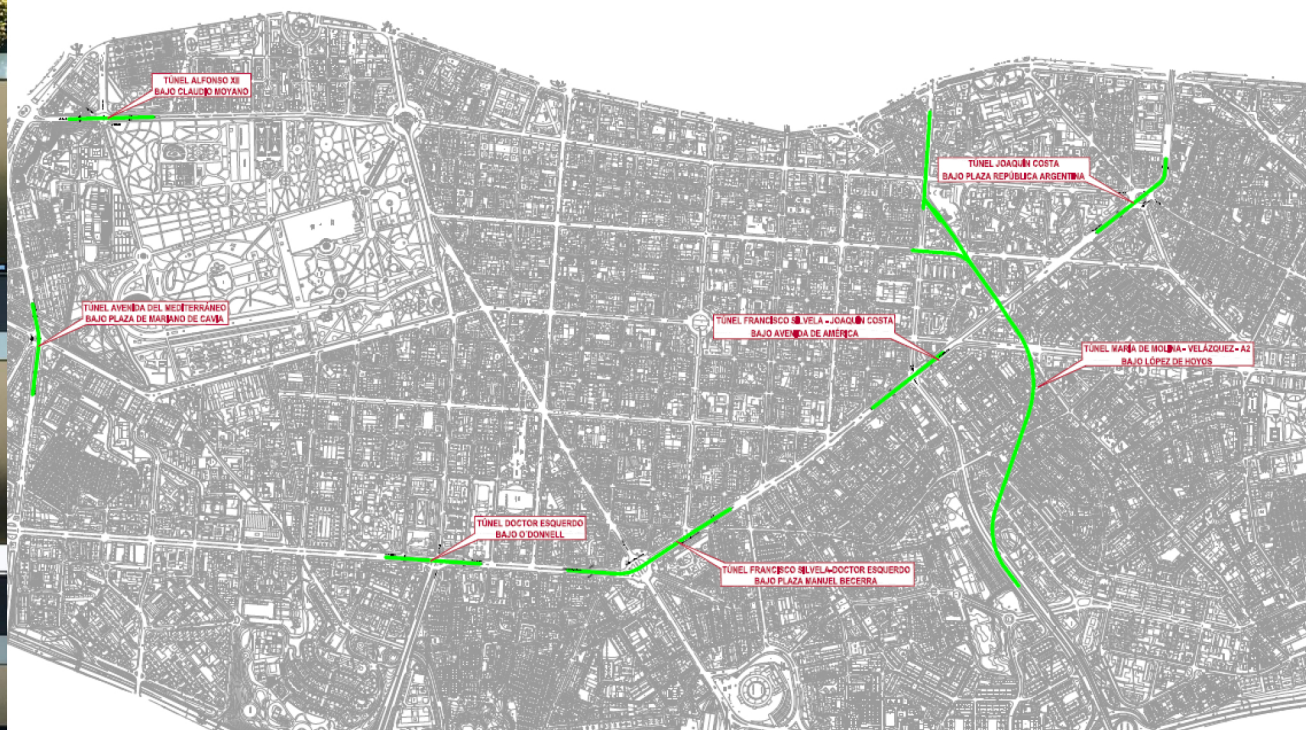 TÚNEL ALFONSO XII
BAJO CLAUDIO MOYANO
TÚNEL JOAQUÍN COSTA
BAJO PLAZA REPÚBLICA ARGENTINA
TÚNEL AVENIDA DEL MEDITERRÁNEO
BAJO PLAZA DE MARIANO DE CAVIA
TÚNEL FRANCISCO SILVELA - JOAQUÍN COSTA
BAJO AVENIDA DE AMÉRICA
TÚNEL MARÍA DE MOLINA - VELÁZQUEZ - A2
BAJO LÓPEZ DE HOYOS
TÚNEL DOCTOR ESQUERDO
BAJO O'DONNELL
TÚNEL FRANCISCO SILVELA-DOCTOR ESQUERDO
BAJO PLAZA MANUEL BECERRA